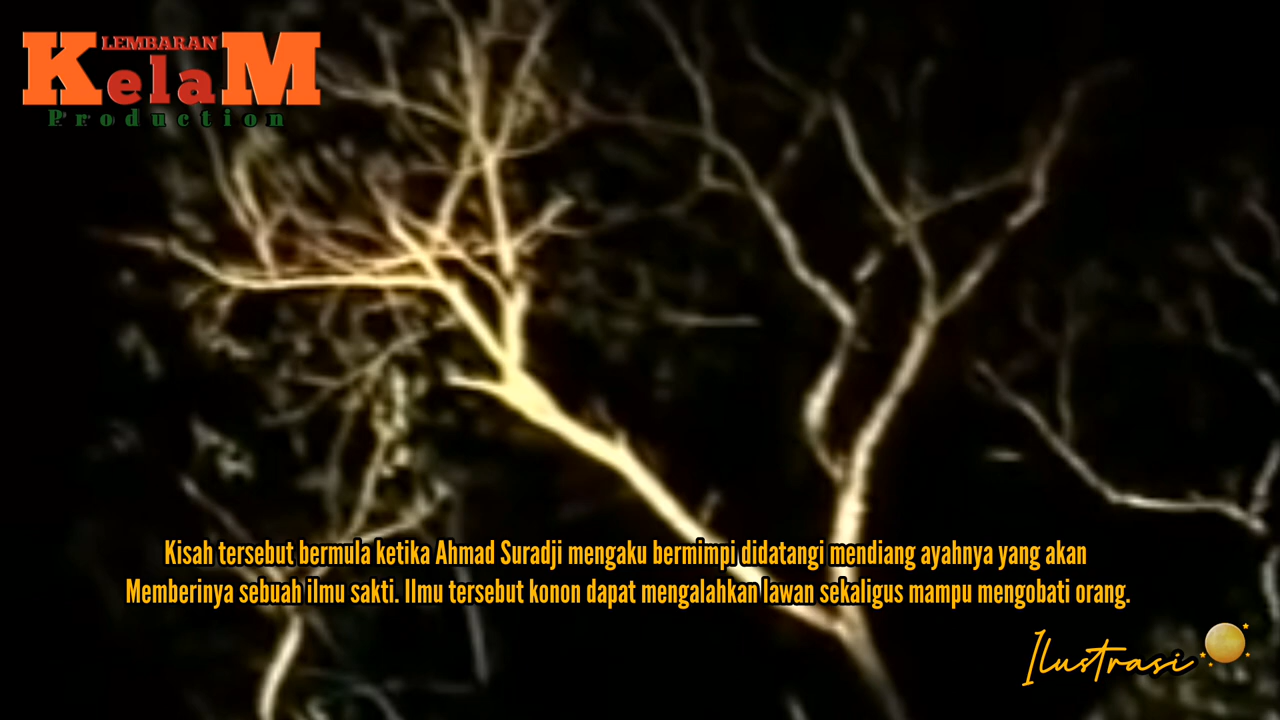 LEMBARAN
KelaM
Production
Kisah tersebut bermula ketika Ahmad Suradji mengaku bermimpi didatangi mendiang ayahnya yang akan
Memberinya sebuah ilmu sakti. Ilmu tersebut konon dapat mengalahkan lawan sekaligus mampu mengobati orang.
Ilustrasi